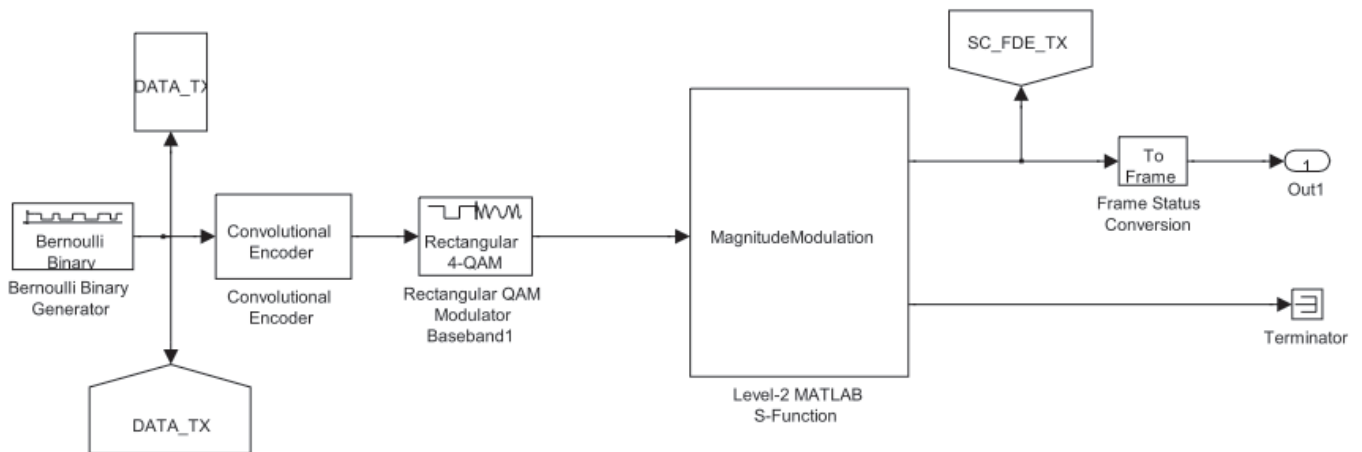 SC_FDE_TX
DATA_TX
To
Frame
1
Out1
Frame Status
Conversion
Bernoulli
Binary
Bernoulli Binary
Generator
Convolutional
Encoder
Convolutional
Encoder
Rectangular
4-QAM
Rectangular QAM
Modulator
Baseband1
MagnitudeModulation
Level-2 MATLAB
S-Function
Terminator
DATA_TX